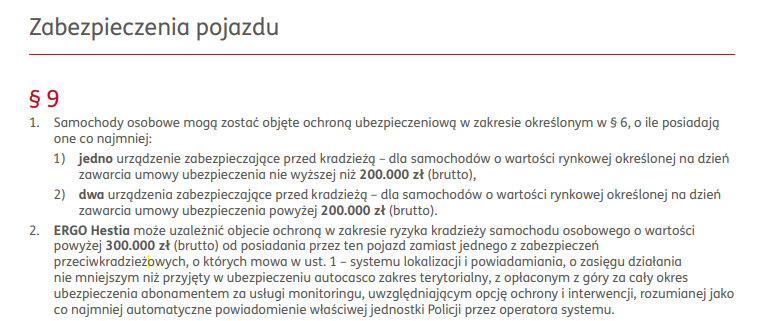 Zabezpieczenia pojazdu
§ 9
1. Samochody osobowe mogą zostać objęte ochroną ubezpieczeniową w zakresie określonym w § 6, o ile posiadają
one co najmniej:
1) jedno urządzenie zabezpieczające przed kradzieżą – dla samochodów o wartości rynkowej określonej na dzień
zawarcia umowy ubezpieczenia nie wyższej niż 200.000 zł (brutto),
2) dwa urządzenia zabezpieczające przed kradzieżą – dla samochodów o wartości rynkowej określonej na dzień
zawarcia umowy ubezpieczenia powyżej 200.000 zł (brutto).
2. ERGO Hestia może uzależnić objecie ochroną w zakresie ryzyka kradzieży samochodu osobowego o wartości
powyżej 300.000 zł (brutto) od posiadania przez ten pojazd zamiast jednego z zabezpieczeń
przeciwkradzieżowych, o których mowa w ust. 1 – systemu lokalizacji i powiadamiania, o zasięgu działania
nie mniejszym niż przyjęty w ubezpieczeniu autocasco zakres terytorialny, z opłaconym z góry za cały okres
ubezpieczenia abonamentem za usługi monitoringu, uwzględniającym opcję ochrony i interwencji, rozumianej jako
co najmniej automatyczne powiadomienie właściwej jednostki Policji przez operatora systemu.